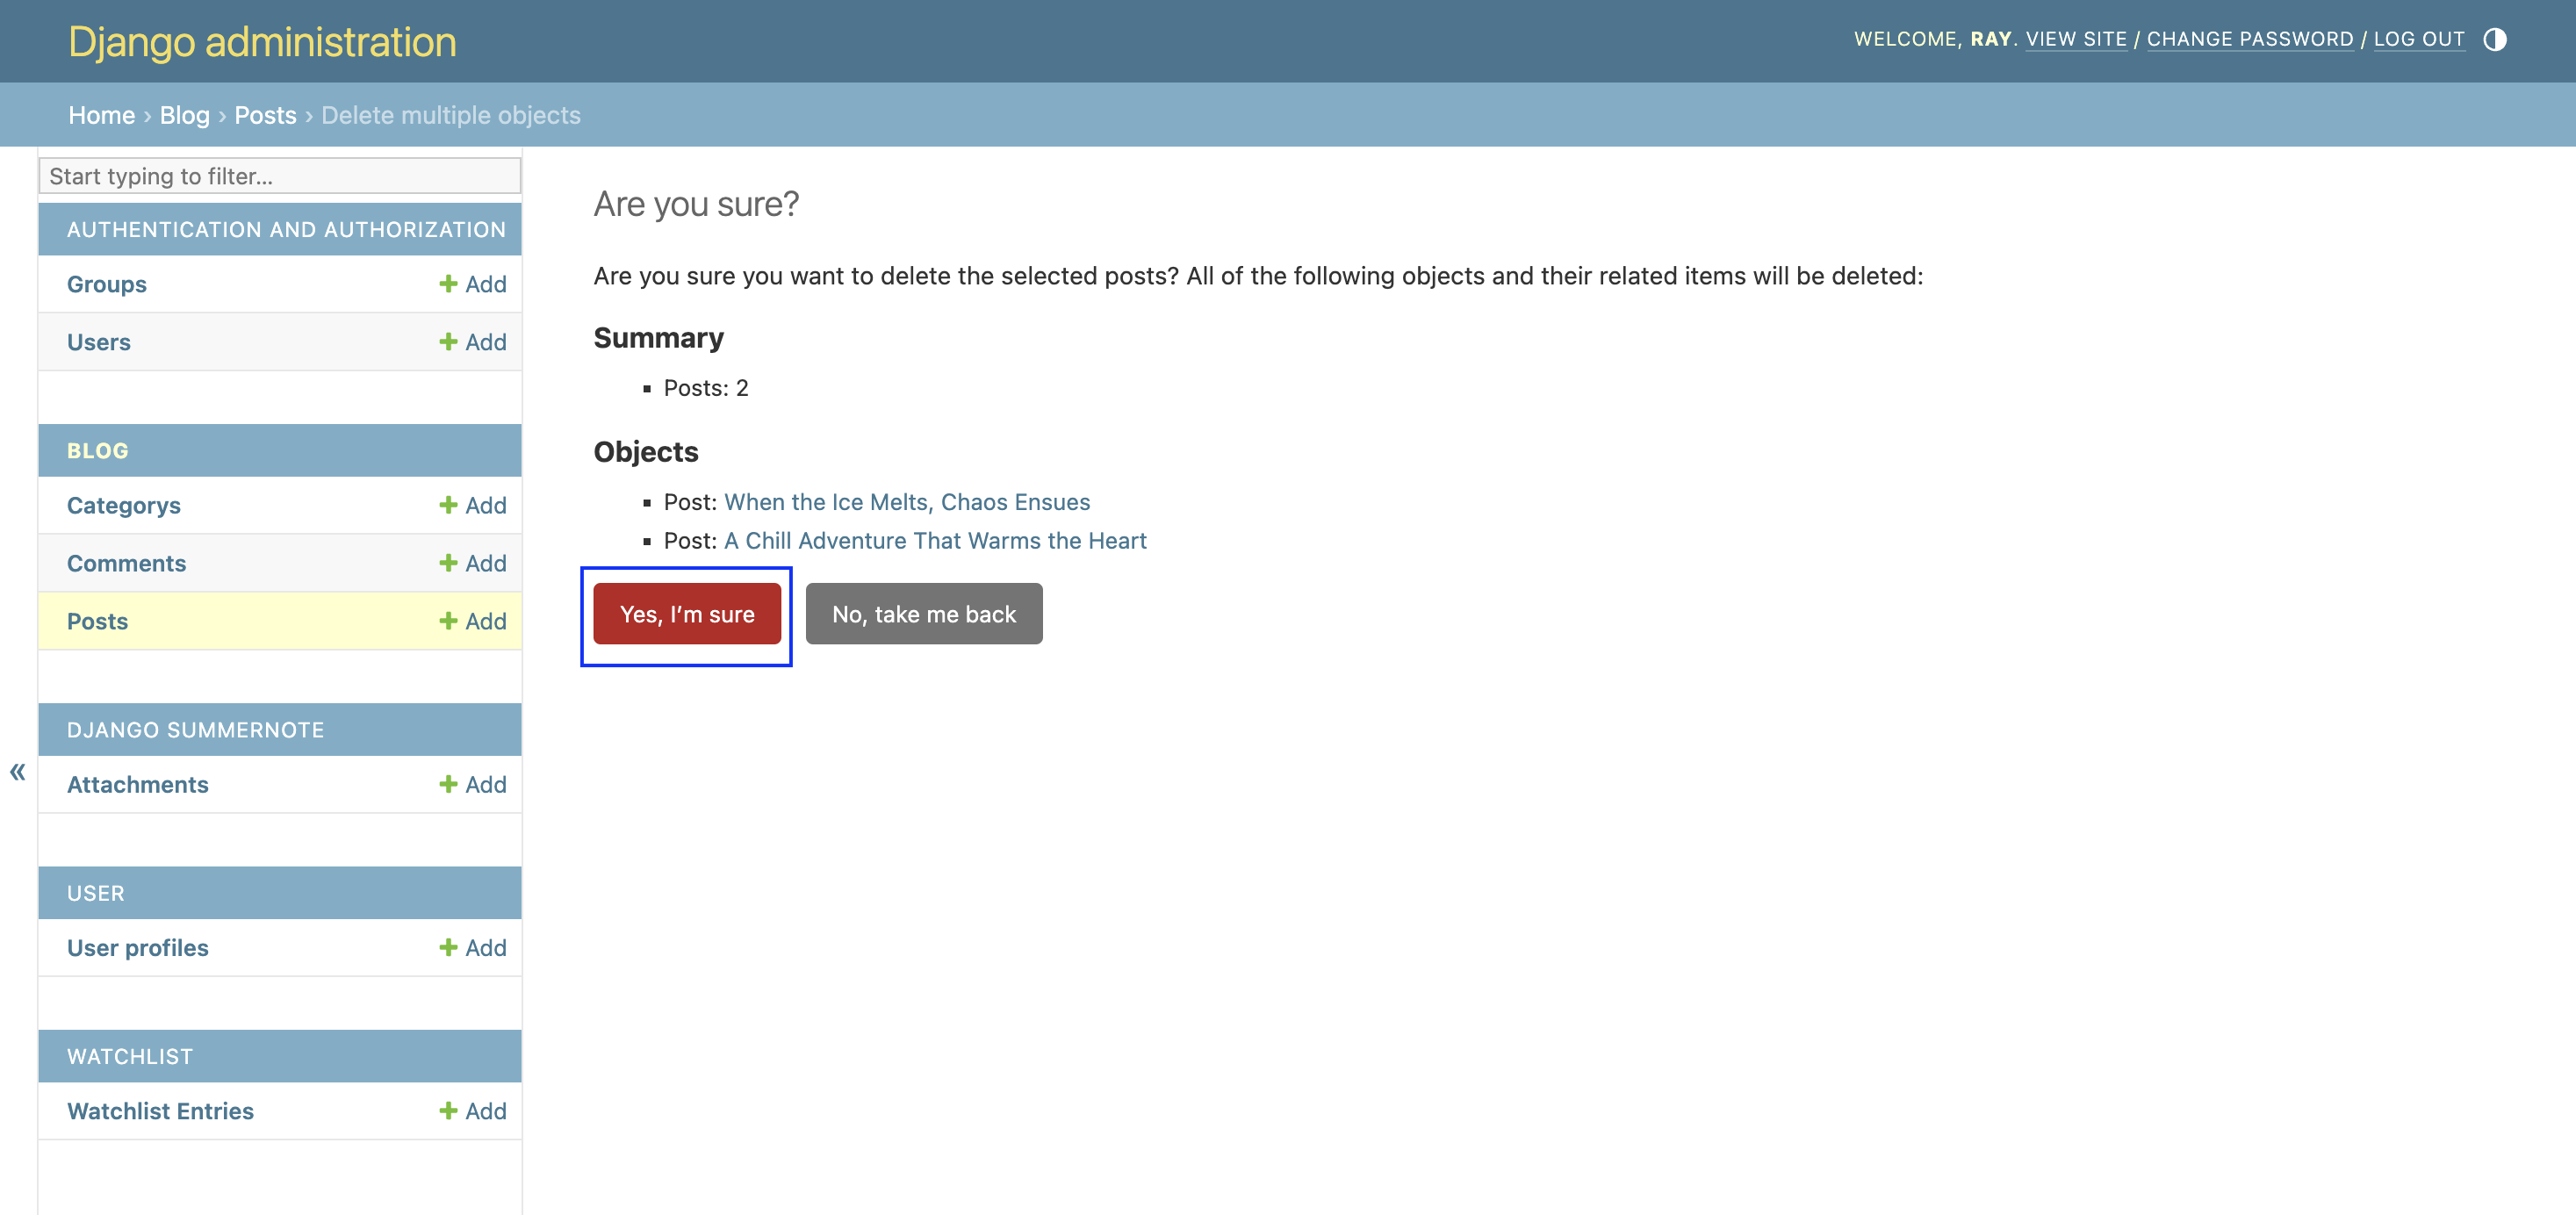 Django administration
WELCOME, RAY. VIEW SITE / CHANGE PASSWORD / LOG OUT
Home › Blog › Posts › Delete multiple objects
Start typing to filter...
AUTHENTICATION AND AUTHORIZATION
Groups + Add
Users + Add
BLOG
Categorys + Add
Comments + Add
Posts + Add
DJANGO SUMMERNOTE
Attachments + Add
USER
User profiles + Add
WATCHLIST
Watchlist Entries + Add
«
Are you sure?
Are you sure you want to delete the selected posts? All of the following objects and their related items will be deleted:
Summary
▪ Posts: 2
Objects
▪ Post: When the Ice Melts, Chaos Ensues
▪ Post: A Chill Adventure That Warms the Heart
Yes, I’m sure No, take me back